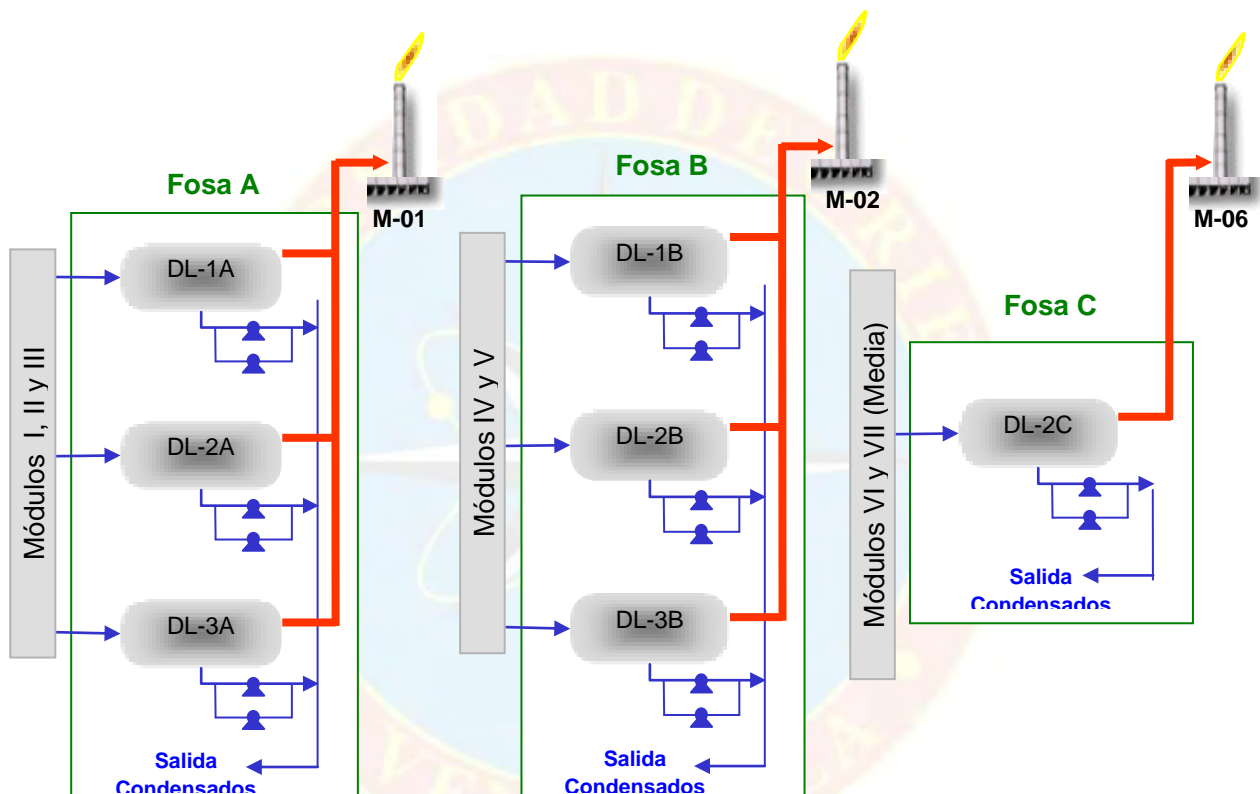 Fosa A
M-01
Módulos I, II y III
DL-1A
DL-2A
DL-3A
Salida
Condensados
Fosa B
M-02
Módulos IV y V
DL-1B
DL-2B
DL-3B
Salida
Condensados
Fosa C
M-06
Módulos VI y VII (Media)
DL-2C
Salida
Condensados